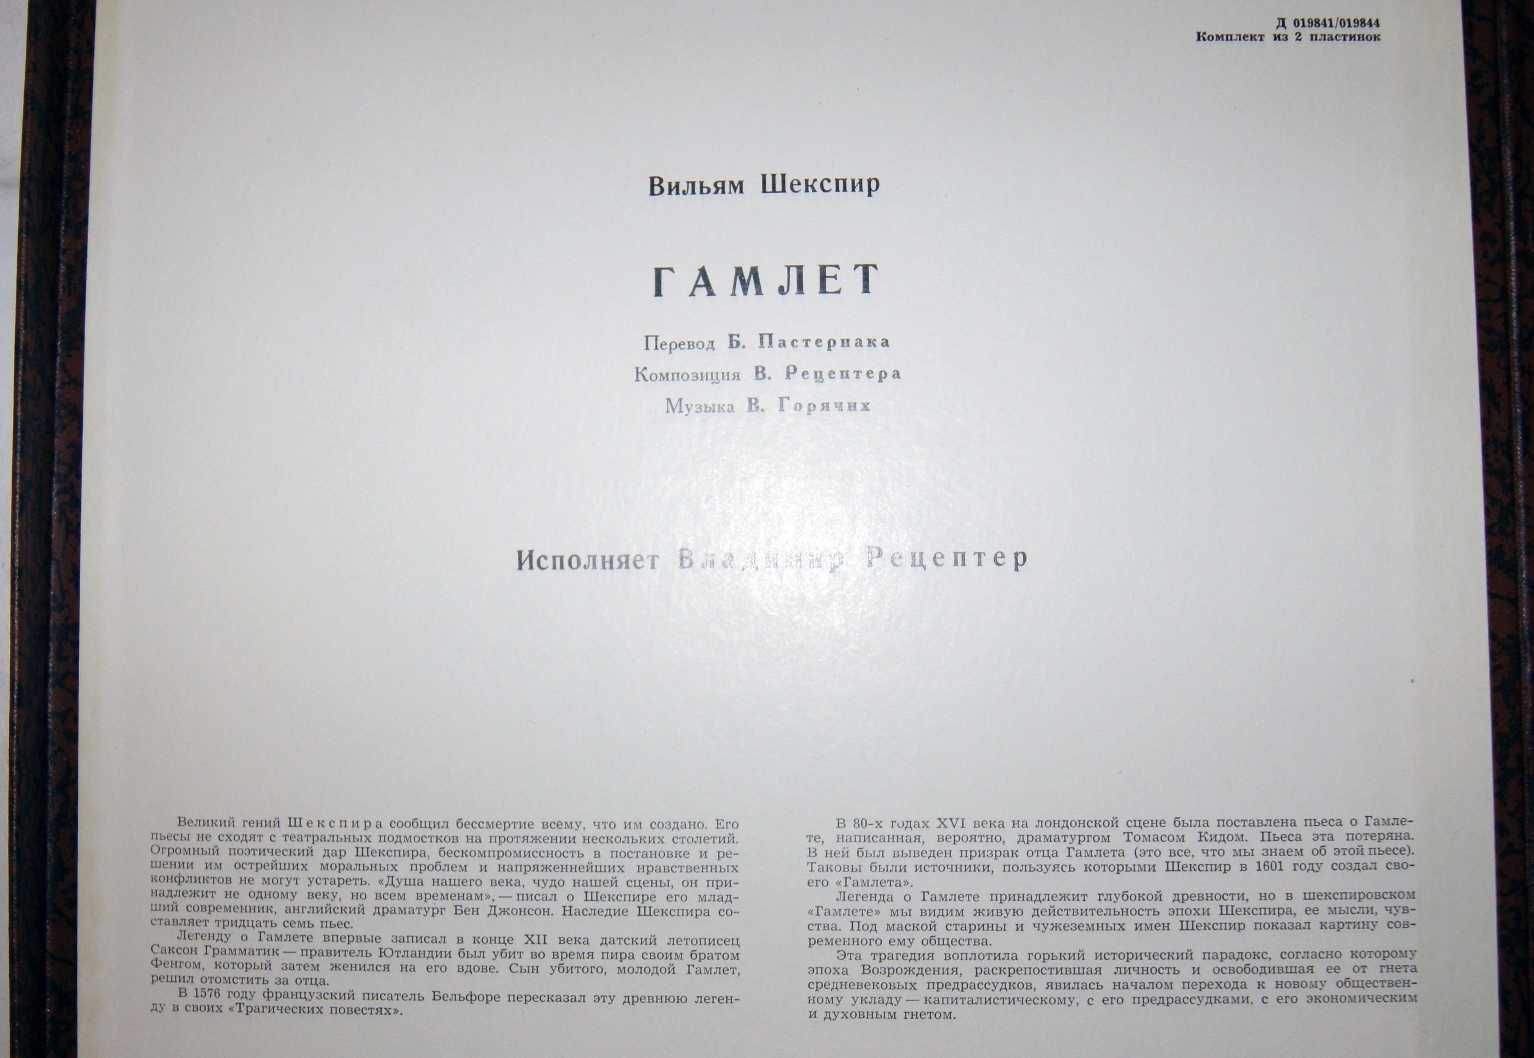 Д 019841/019844
Комплект из 2 пластинок
Вильям Шекспир
ГАМЛЕТ
Перевод Б. Пастернака
Композиция В. Рецептера
Музыка В. Горячих
Исполняет Владимир Рецептер
Великий гений Шекспира сообщил бессмертие всему, что им создано. Его
пьесы не сходят с театральных подмостков на протяжении нескольких столетий.
Огромный поэтический дар Шекспира, бескомпромиссность в постановке и ре-
шении им острейших моральных проблем и напряженнейших нравственных
конфликтов не могут устареть. «Душа нашего века, чудо нашей сцены, он при-
надлежит не одному веку, но всем временам», — писал о Шекспире его млад-
ший современник, английский драматург Бен Джонсон. Наследие Шекспира со-
ставляет тридцать семь пьес.
Легенду о Гамлете впервые записал в конце XII века датский летописец
Саксон Грамматик — правитель Ютландии был убит во время пира своим братом
Фенгом, который затем женился на его вдове. Сын убитого, молодой Гамлет,
решил отомстить за отца.
В 1576 году французский писатель Бельфоре пересказал эту древнюю леген-
ду в своих «Трагических повестях».
В 80-х годах XVI века на лондонской сцене была поставлена пьеса о Гамле-
те, написанная, вероятно, драматургом Томасом Кидом. Пьеса эта потеряна.
В ней был выведен призрак отца Гамлета (это все, что мы знаем об этой пьесе).
Таковы были источники, пользуясь которыми Шекспир в 1601 году создал сво-
его «Гамлета».
Легенда о Гамлете принадлежит глубокой древности, но в шекспировском
«Гамлете» мы видим живую действительность эпохи Шекспира, ее мысли, чув-
ства. Под маской старины и чужеземных имен Шекспир показал картину сов-
ременного ему общества.
Эта трагедия воплотила горький исторический парадокс, согласно которому
эпоха Возрождения, раскрепостившая личность и освободившая ее от гнета
средневековых предрассудков, явилась началом перехода к новому обществен-
ному укладу — капиталистическому, с его предрассудками, с его экономическим
и духовным гнетом.